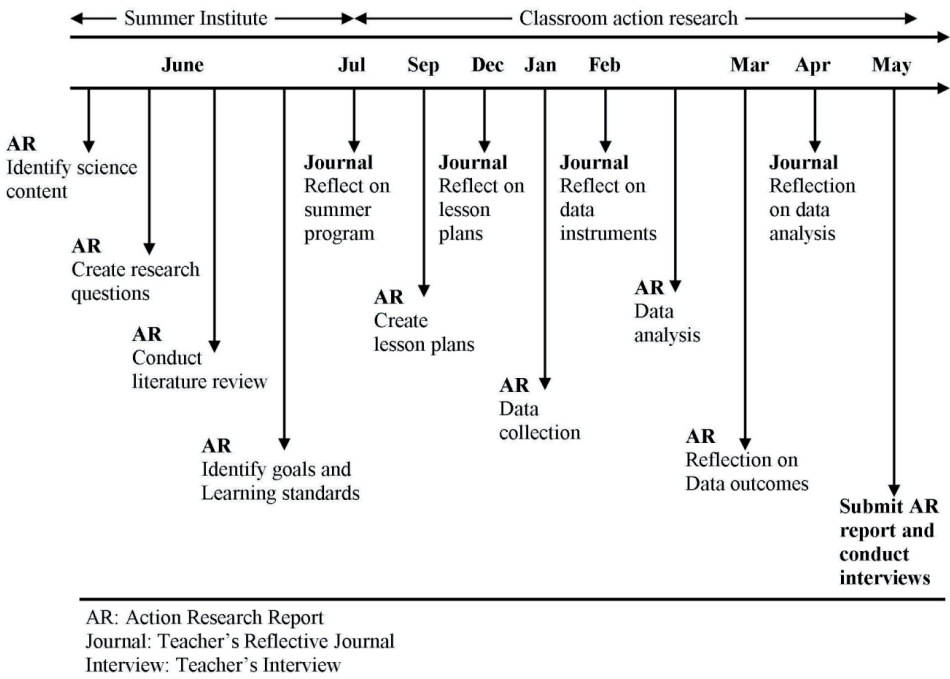 Summer Institute
Classroom action research
June
Jul
Sep
Dec
Jan
Feb
Mar
Apr
May
AR
Identify science
content
AR
Create research
questions
AR
Conduct
literature review
AR
Identify goals and
Learning standards
Journal
Reflect on
summer
program
AR
Create
lesson plans
Journal
Reflect on
lesson
plans
AR
Data
collection
Journal
Reflect on
data
instruments
AR
Data
analysis
AR
Reflection on
Data outcomes
Journal
Reflection
on data
analysis
Submit AR
report and
conduct
interviews
AR: Action Research Report
Journal: Teacher’s Reflective Journal
Interview: Teacher’s Interview